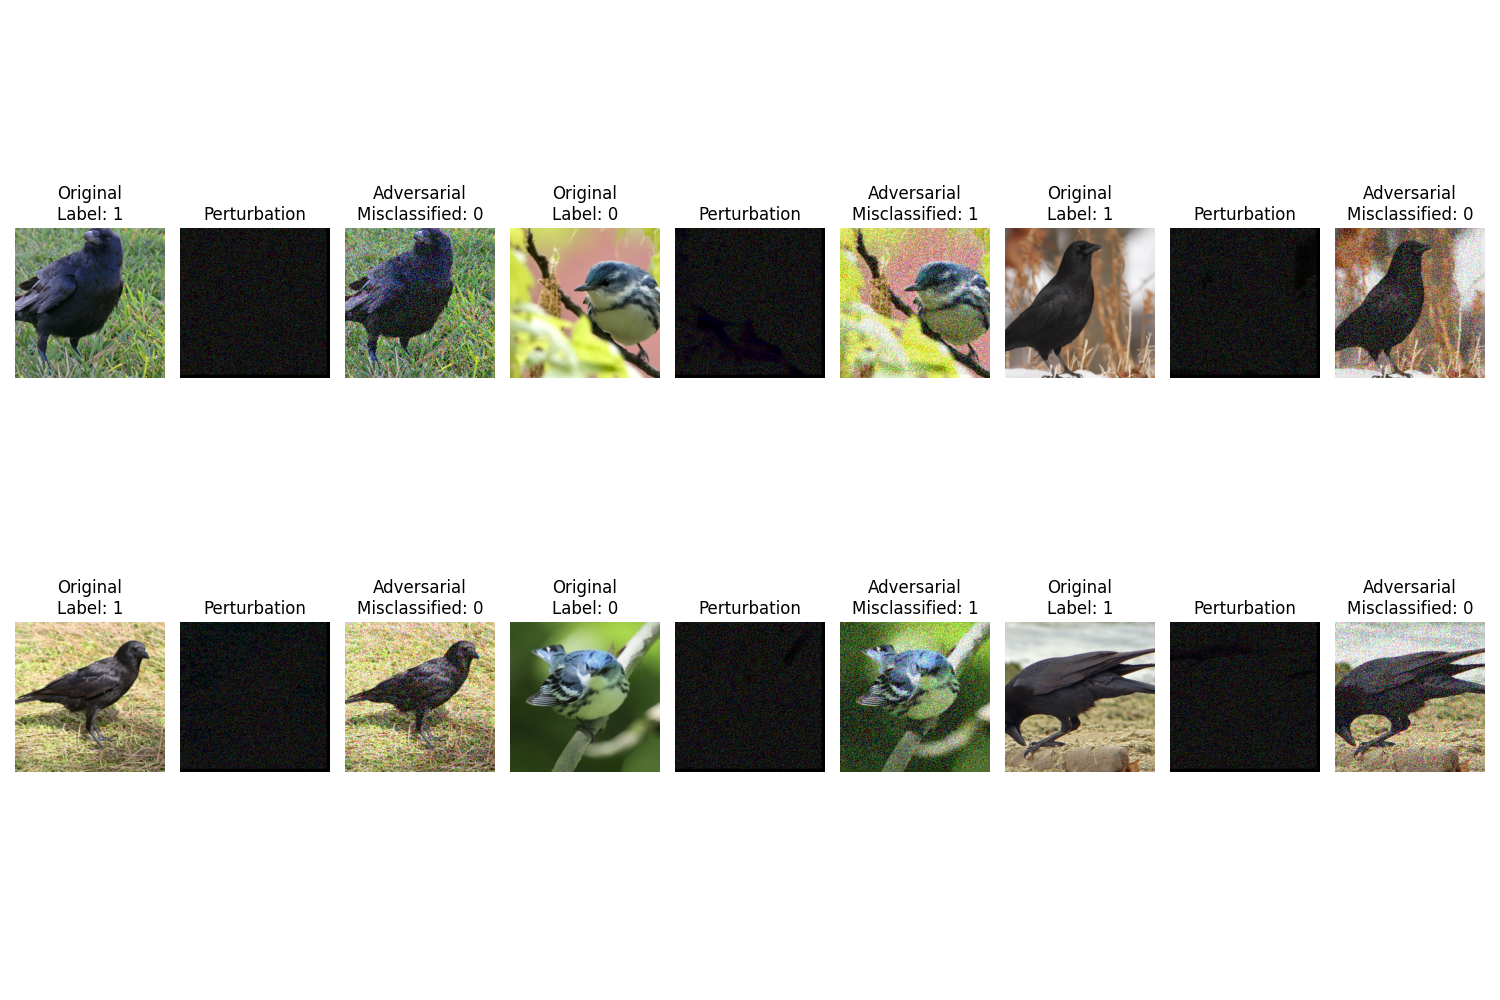 Original
Label: 1
Perturbation
Adversarial
Misclassified: 0
Original
Label: 0
Perturbation
Adversarial
Misclassified: 1
Original
Label: 1
Perturbation
Adversarial
Misclassified: 0
Original
Label: 1
Perturbation
Adversarial
Misclassified: 0
Original
Label: 0
Perturbation
Adversarial
Misclassified: 1
Original
Label: 1
Perturbation
Adversarial
Misclassified: 0